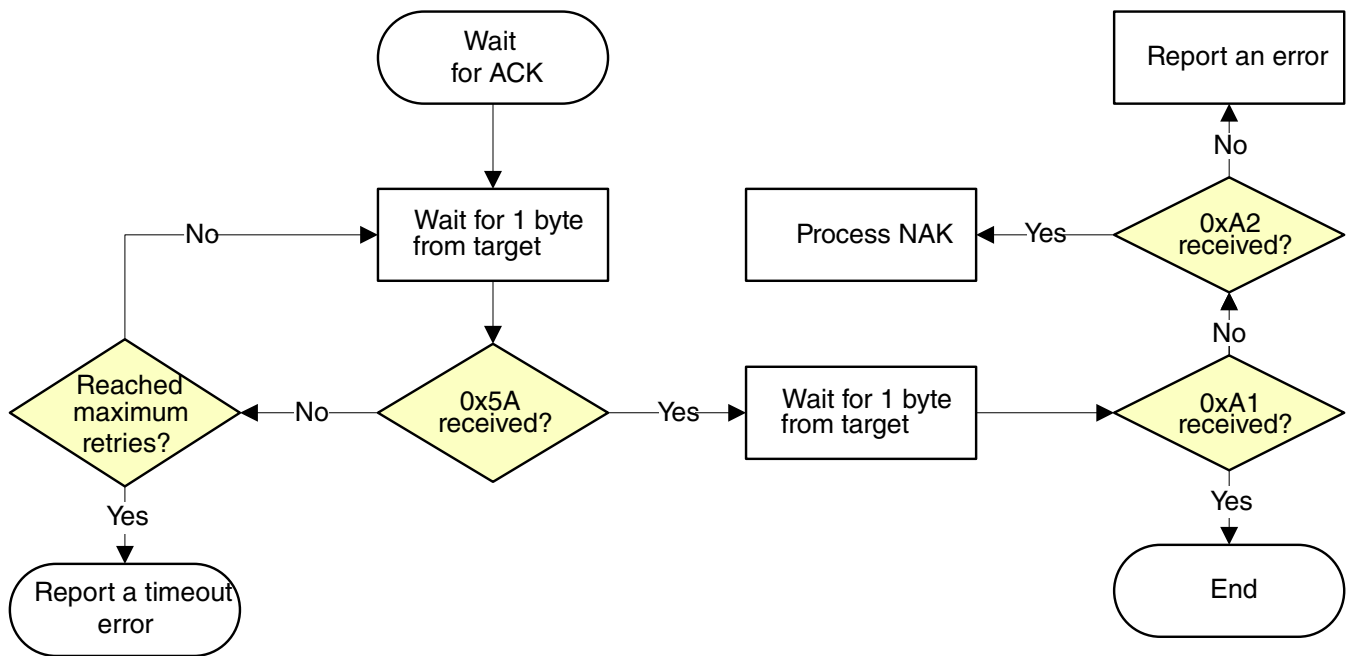 Wait
for ACK
Report an error
No
Wait for 1 byte
from target
No
Process NAK
Yes
0xA2
received?
No
Reached
maximum
retries?
No
0x5A
received?
Yes
Wait for 1 byte
from target
0xA1
received?
Yes
Yes
Report a timeout
error
End